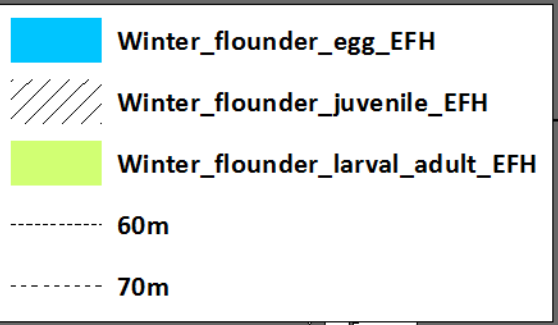 Winter_flounder_egg_EFH
Winter_flounder_juvenile_EFH
Winter_flounder_larval_adult_EFH
60m
70m